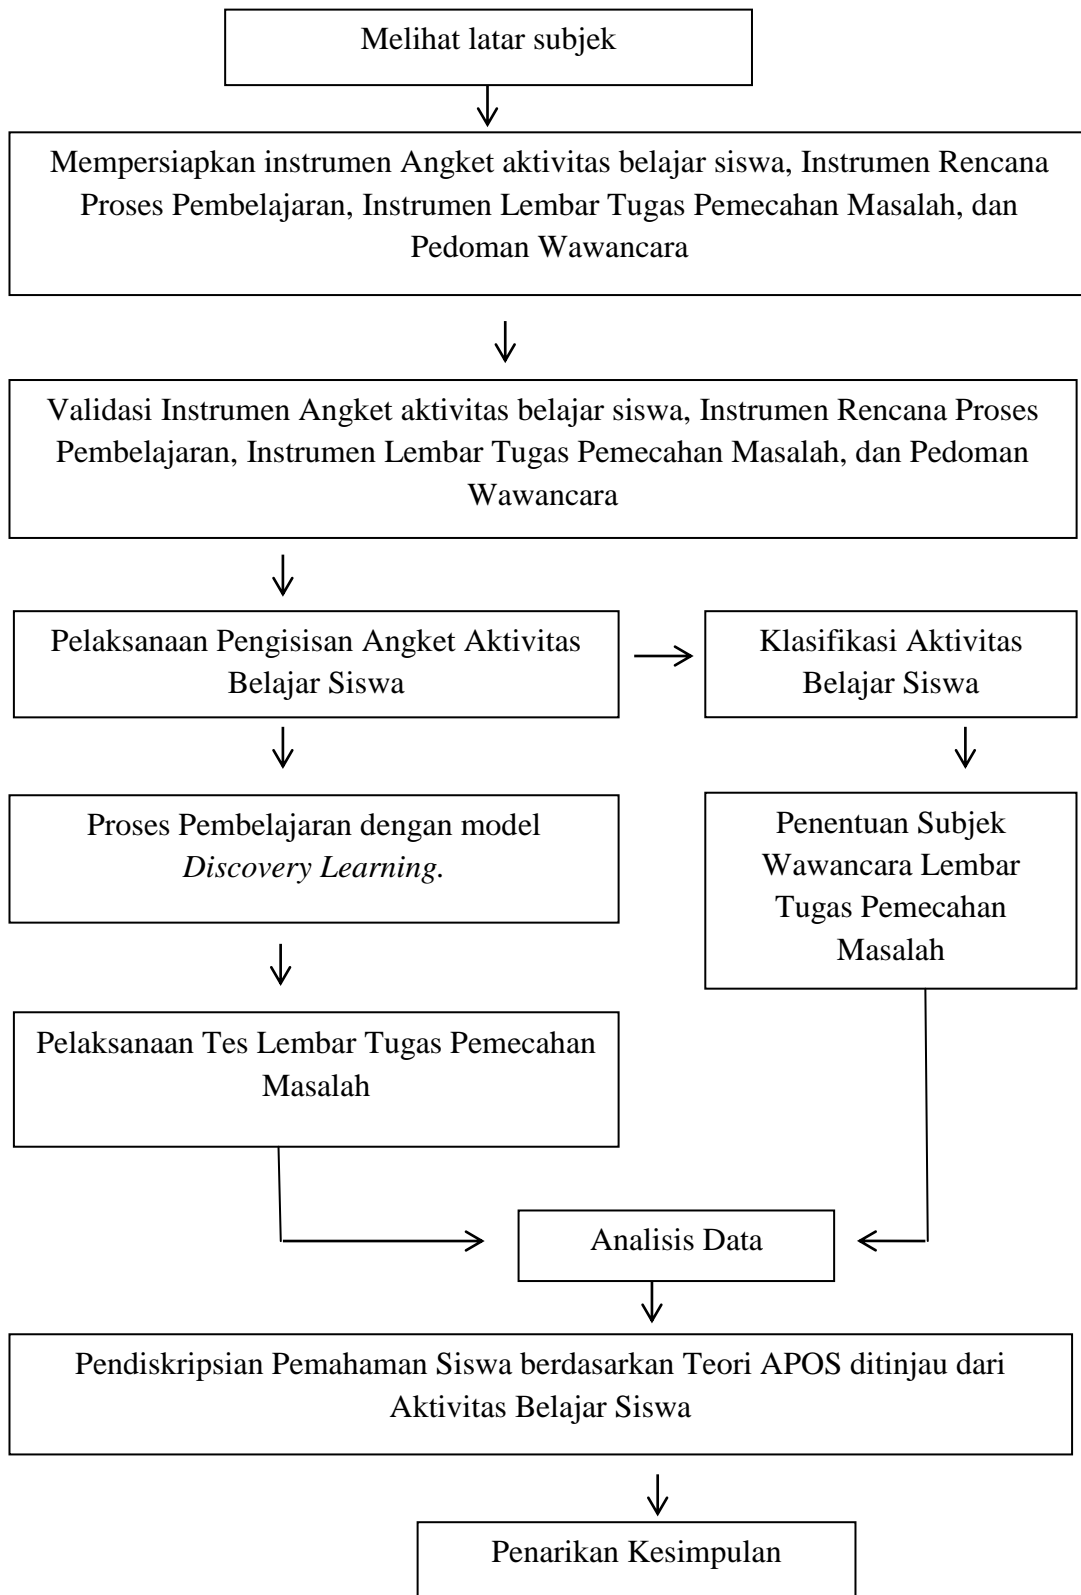 Melihat latar subjek
Mempersiapkan instrumen Angket aktivitas belajar siswa, Instrumen Rencana
Proses Pembelajaran, Instrumen Lembar Tugas Pemecahan Masalah, dan
Pedoman Wawancara
Validasi Instrumen Angket aktivitas belajar siswa, Instrumen Rencana Proses
Pembelajaran, Instrumen Lembar Tugas Pemecahan Masalah, dan Pedoman
Wawancara
Pelaksanaan Pengisisan Angket Aktivitas
Belajar Siswa
Klasifikasi Aktivitas
Belajar Siswa
Proses Pembelajaran dengan model
Discovery Learning.
Penentuan Subjek
Wawancara Lembar
Tugas Pemecahan
Masalah
Pelaksanaan Tes Lembar Tugas Pemecahan
Masalah
Analisis Data
Pendiskripsian Pemahaman Siswa berdasarkan Teori APOS ditinjau dari
Aktivitas Belajar Siswa
Penarikan Kesimpulan